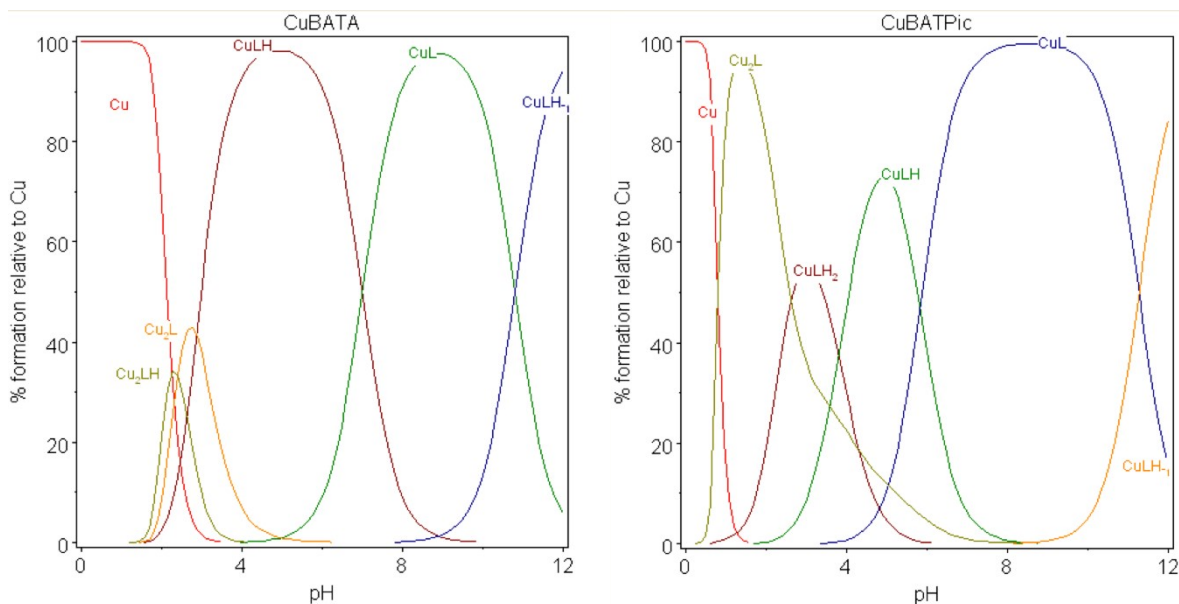 CuBATA
% formation relative to Cu
100
80
60
40
20
0
0 4 8 12
pH
Cu
Cu₂LH
Cu₂L
CuLH
CuL
CuLH₋₁
CuBATPic
% formation relative to Cu
100
80
60
40
20
0
0 4 8 12
pH
Cu
Cu₂L
CuLH₂
CuLH
CuL
CuLH₋₁